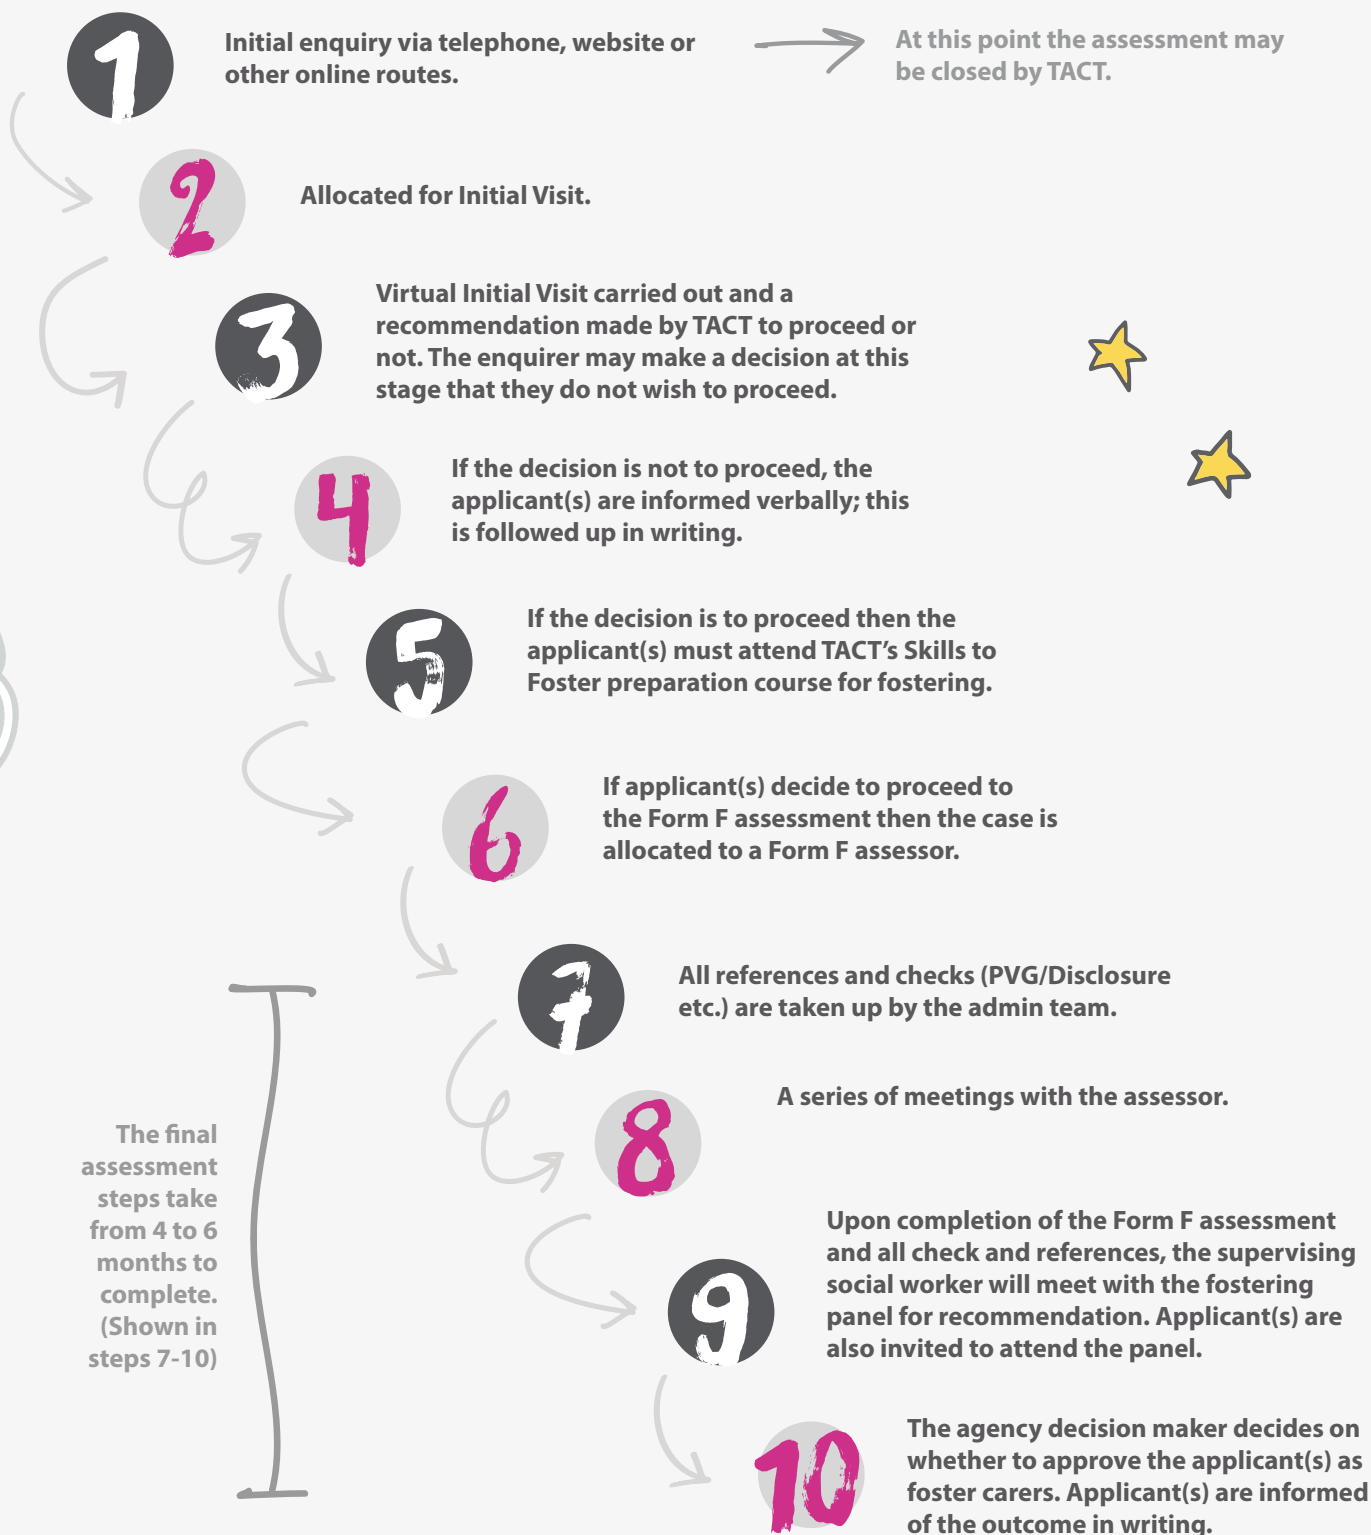 1
Initial enquiry via telephone, website or
other online routes.
At this point the assessment may
be closed by TACT.
2
Allocated for Initial Visit.
3
Virtual Initial Visit carried out and a
recommendation made by TACT to proceed or
not. The enquirer may make a decision at this
stage that they do not wish to proceed.
4
If the decision is not to proceed, the
applicant(s) are informed verbally; this
is followed up in writing.
5
If the decision is to proceed then the
applicant(s) must attend TACT’s Skills to
Foster preparation course for fostering.
6
If applicant(s) decide to proceed to
the Form F assessment then the case is
allocated to a Form F assessor.
7
All references and checks (PVG/Disclosure
etc.) are taken up by the admin team.
8
A series of meetings with the assessor.
The final
assessment
steps take
from 4 to 6
months to
complete.
(Shown in
steps 7-10)
9
Upon completion of the Form F assessment
and all check and references, the supervising
social worker will meet with the fostering
panel for recommendation. Applicant(s) are
also invited to attend the panel.
10
The agency decision maker decides on
whether to approve the applicant(s) as
foster carers. Applicant(s) are informed
of the outcome in writing.